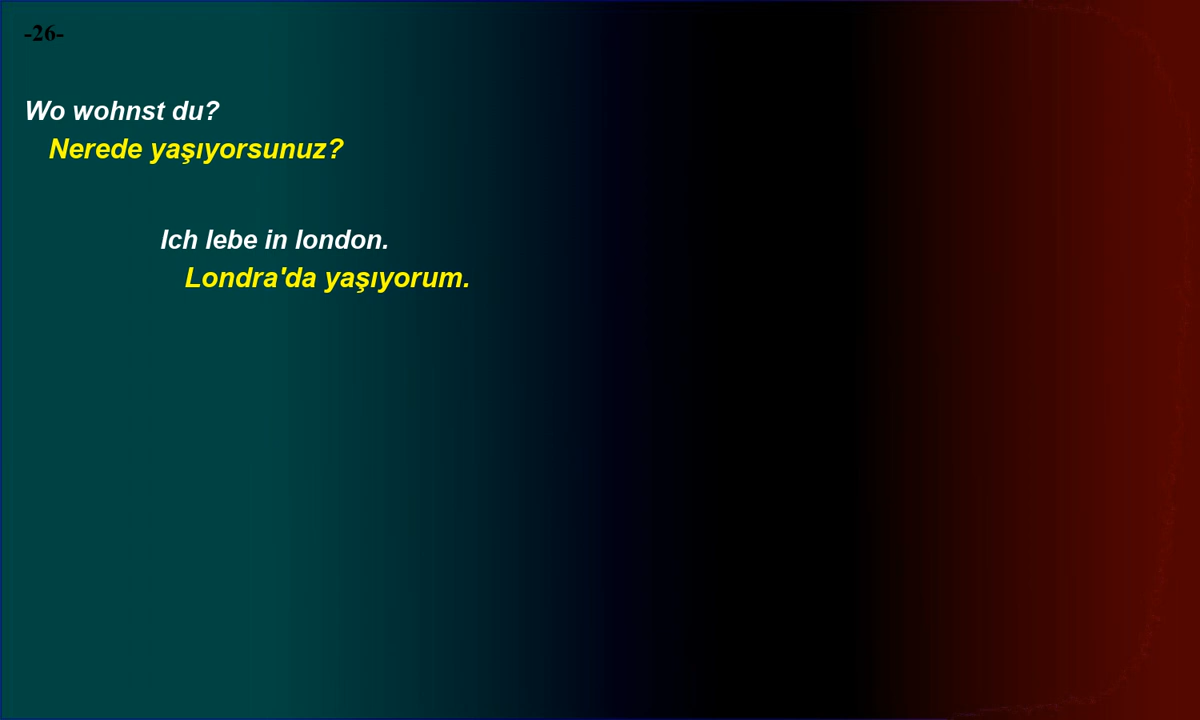 -26-
Wo wohnst du?
Nerede yaşıyorsunuz?
Ich lebe in london.
Londra'da yaşıyorum.